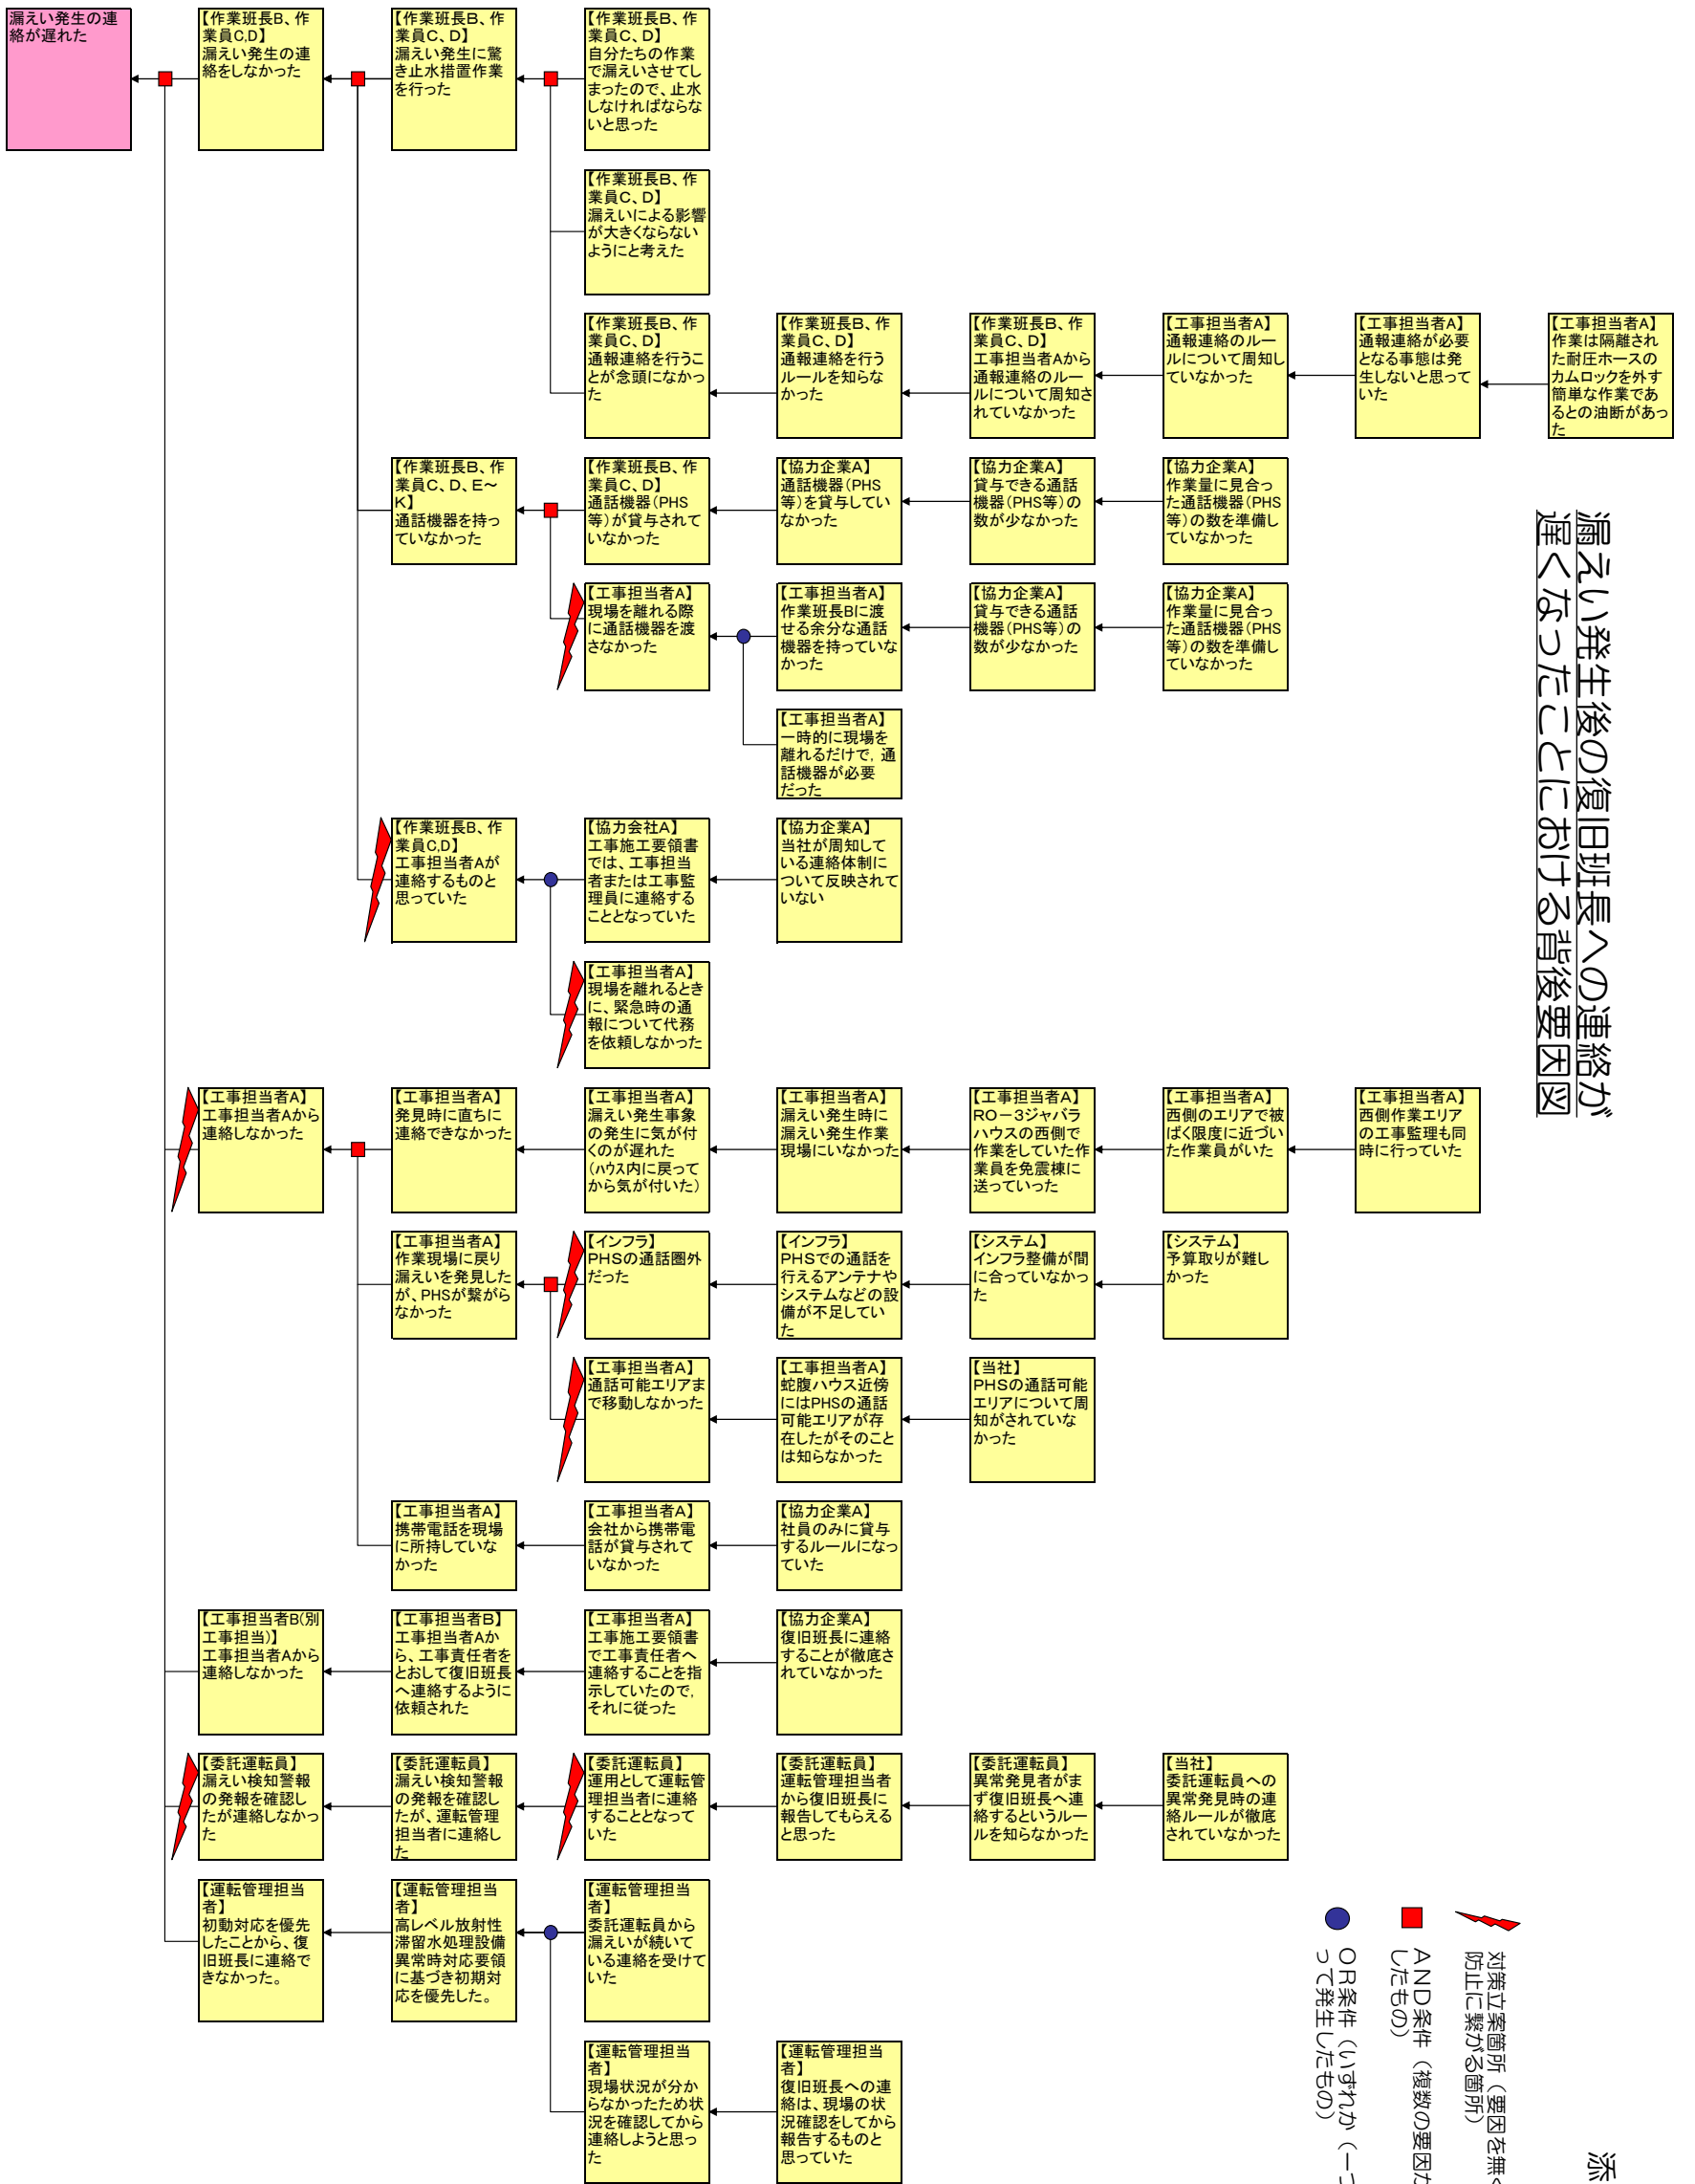 漏えい発生の連
絡が遅れた
【作業班長B、作
業員C,D】
漏えい発生の連
絡をしなかった
【作業班長B、作
業員C、D】
漏えい発生に驚
き止水措置作業
を行った
【作業班長B、作
業員C、D】
自分たちの作業
で漏えいさせてし
まったので、止水
しなければならな
いと思った
【作業班長B、作
業員C、D】
漏えいによる影響
が大きくならない
ようにと考えた
【作業班長B、作
業員C、D】
通報連絡を行うこ
とが念頭になかっ
た
【作業班長B、作
業員C、D】
通報連絡を行う
ルールを知らな
かった
【作業班長B、作
業員C、D】
工事担当者Aから
通報連絡のルー
ルについて周知さ
れていなかった
【工事担当者A】
通報連絡のルー
ルについて周知し
ていなかった
【工事担当者A】
通報連絡が必要
となる事態は発
生しないと思って
いた
【工事担当者A】
作業は隔離され
た耐圧ホースの
カムロックを外す
簡単な作業であ
るとの油断があっ
た
【作業班長B、作
業員C、D、E～
K】
通話機器を持っ
ていなかった
【作業班長B、作
業員C、D】
通話機器(PHS
等)が貸与されて
いなかった
【協力企業A】
通話機器(PHS
等)を貸与してい
なかった
【協力企業A】
貸与できる通話
機器(PHS等)の
数が少なかった
【協力企業A】
作業量に見合っ
た通話機器(PHS
等)の数を準備し
ていなかった
【工事担当者A】
現場を離れる際
に通話機器を渡
さなかった
【工事担当者A】
作業班長Bに渡
せる余分な通話
機器を持っていな
かった
【協力企業A】
貸与できる通話
機器(PHS等)の
数が少なかった
【協力企業A】
作業量に見合っ
た通話機器(PHS
等)の数を準備し
ていなかった
【工事担当者A】
一時的に現場を
離れるだけで, 通
話機器が必要
だった
【作業班長B、作
業員C,D】
工事担当者Aが
連絡するものと
思っていた
【協力会社A】
工事施工要領書
では、工事担当
者または工事監
理員に連絡する
こととなっていた
【協力企業A】
当社が周知して
いる連絡体制に
ついて反映されて
いない
【工事担当者A】
現場を離れるとき
に、緊急時の通
報について代務
を依頼しなかった
【工事担当者A】
工事担当者Aから
連絡しなかった
【工事担当者A】
発見時に直ちに
連絡できなかった
【工事担当者A】
漏えい発生事象
の発生に気が付
くのが遅れた
(ハウス内に戻って
から気が付いた)
【工事担当者A】
漏えい発生時に
漏えい発生作業
現場にいなかった
【工事担当者A】
RO－3ジャバラ
ハウスの西側で
作業をしていた作
業員を免震棟に
送っていった
【工事担当者A】
西側のエリアで被
ばく限度に近づい
た作業員がいた
【工事担当者A】
西側作業エリア
の工事監理も同
時に行っていた
【工事担当者A】
作業現場に戻り
漏えいを発見した
が、PHSが繋がら
なかった
【インフラ】
PHSの通話圏外
だった
【インフラ】
PHSでの通話を
行えるアンテナや
システムなどの設
備が不足してい
た
【システム】
インフラ整備が間
に合っていなかっ
た
【システム】
予算取りが難し
かった
【工事担当者A】
通話可能エリアま
で移動しなかった
【工事担当者A】
蛇腹ハウス近傍
にはPHSの通話
可能エリアが存
在したがそのこと
は知らなかった
【当社】
PHSの通話可能
エリアについて周
知がされていな
かった
【工事担当者A】
携帯電話を現場
に所持していな
かった
【工事担当者A】
会社から携帯電
話が貸与されて
いなかった
【協力企業A】
社員のみに貸与
するルールになっ
ていた
【工事担当者B(別
工事担当)】
工事担当者Aから
連絡しなかった
【工事担当者B】
工事担当者Aか
ら、工事責任者を
とおして復旧班長
へ連絡するように
依頼された
【工事担当者A】
工事施工要領書
で工事責任者へ
連絡することを指
示していたので,
それに従った
【協力企業A】
復旧班長に連絡
することが徹底さ
れていなかった
【委託運転員】
漏えい検知警報
の発報を確認し
たが連絡しなかっ
た
【委託運転員】
漏えい検知警報
の発報を確認し
たが、運転管理
担当者に連絡し
た
【委託運転員】
運用として運転管
理担当者に連絡
することとなって
いた
【委託運転員】
運転管理担当者
から復旧班長に
報告してもらえる
と思った
【委託運転員】
異常発見者がま
ず復旧班長へ連
絡するというルー
ルを知らなかった
【当社】
委託運転員への
異常発見時の連
絡ルールが徹底
されていなかった
【運転管理担当
者】
初動対応を優先
したことから、復
旧班長に連絡で
きなかった。
【運転管理担当
者】
高レベル放射性
滞留水処理設備
異常時対応要領
に基づき初期対
応を優先した。
【運転管理担当
者】
委託運転員から
漏えいが続いて
いる連絡を受けて
いた
【運転管理担当
者】
現場状況が分か
らなかったため状
況を確認してから
連絡しようと思っ
た
【運転管理担当
者】
復旧班長への連
絡は、現場の状
況確認をしてから
報告するものと
思っていた
漏えい発生後の復旧班長への連絡が
遅くなったことにおける背後要因図
対策立案箇所（要因を無く
防止に繋がる箇所）
AND条件（複数の要因が
したもの）
OR条件（いずれか（一つ
って発生したもの）
添